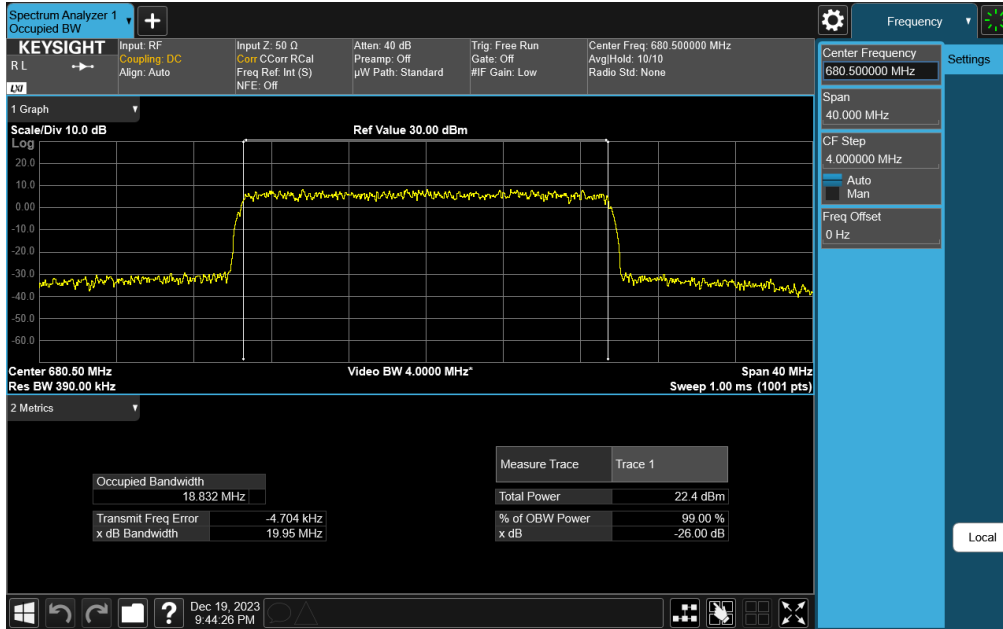 Spectrum Analyzer 1
Occupied BW
+
Frequency
KEYSIGHT
R L
LXI
Input: RF
Coupling: DC
Align: Auto
Input Z: 50 Ω
Corr CCorr RCal
Freq Ref: Int (S)
NFE: Off
Atten: 40 dB
Preamp: Off
µW Path: Standard
Trig: Free Run
Gate: Off
#IF Gain: Low
Center Freq: 680.500000 MHz
Avg|Hold: 10/10
Radio Std: None
Center Frequency
680.500000 MHz
Settings
Span
40.000 MHz
CF Step
4.000000 MHz
Auto
Man
Freq Offset
0 Hz
Local
1 Graph
Scale/Div 10.0 dB
Ref Value 30.00 dBm
Log
20.0
10.0
0.00
-10.0
-20.0
-30.0
-40.0
-50.0
-60.0
Center 680.50 MHz
Video BW 4.0000 MHz*
Span 40 MHz
Res BW 390.00 kHz
Sweep 1.00 ms (1001 pts)
2 Metrics
Occupied Bandwidth
18.832 MHz
Transmit Freq Error -4.704 kHz
x dB Bandwidth 19.95 MHz
Measure Trace Trace 1
Total Power 22.4 dBm
% of OBW Power 99.00 %
x dB -26.00 dB
?
Dec 19, 2023
9:44:26 PM